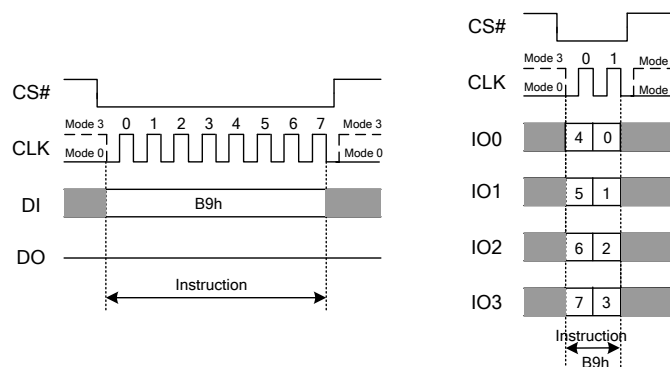 CS#
Mode 3 0 1 2 3 4 5 6 7 Mode 3
CLK Mode 0 Mode 0
DI B9h
DO
Instruction
CS#
Mode 3 0 1 Mode
CLK Mode 0 Mode
IO0 4 0
IO1 5 1
IO2 6 2
IO3 7 3
Instruction
B9h